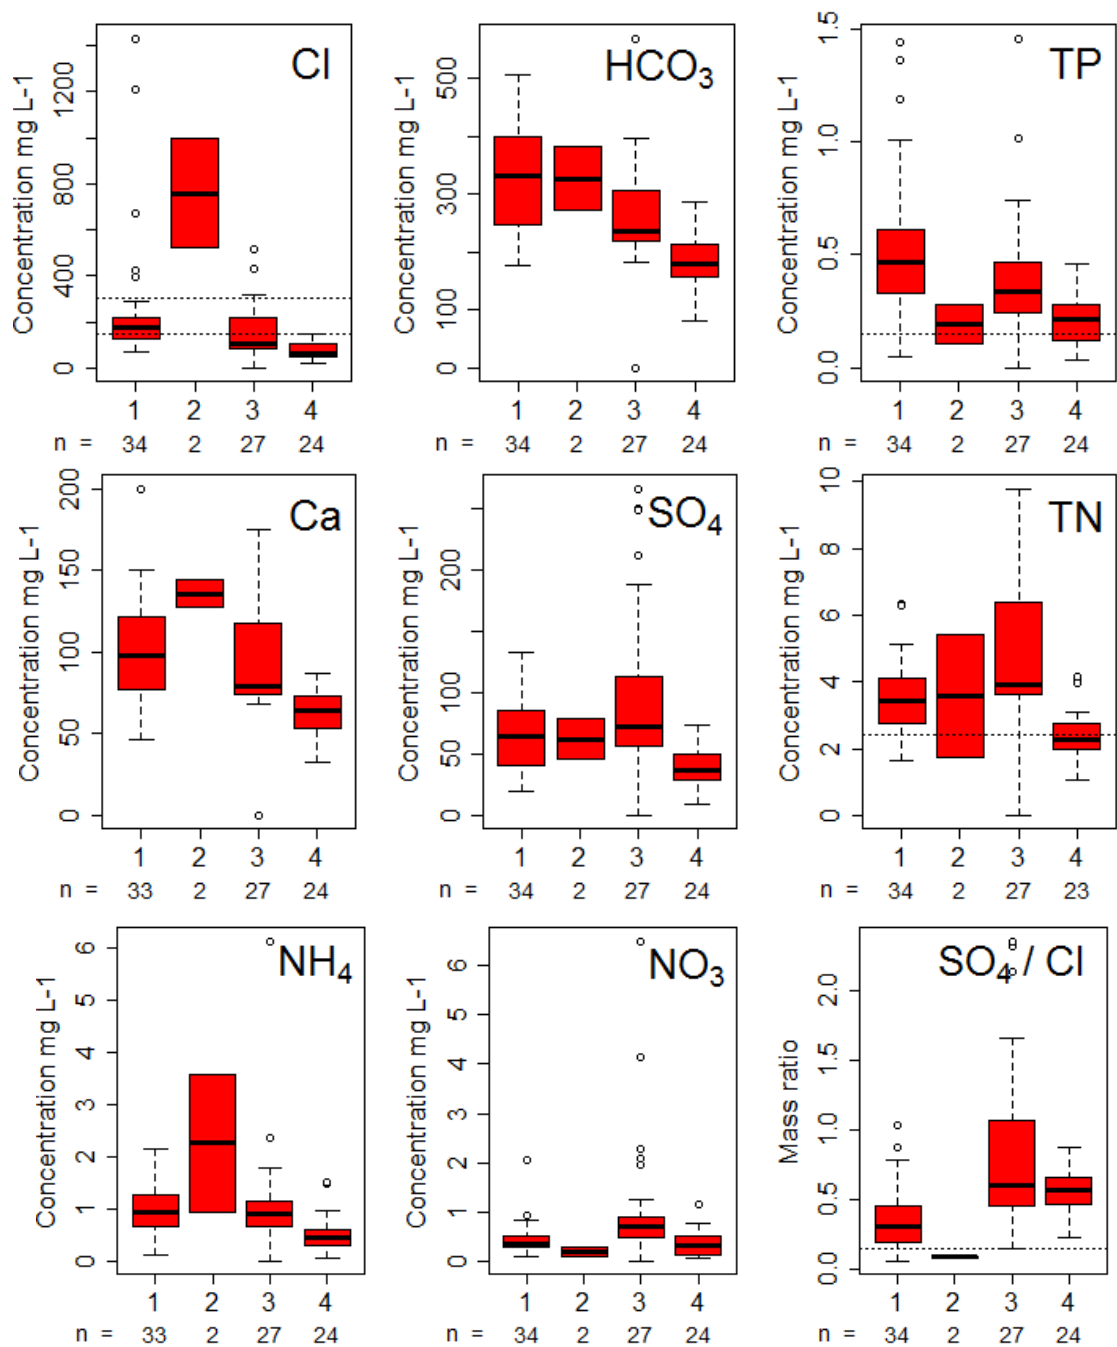 Cl
Concentration mg L-1
0
400
800
1200
1 2 3 4
n = 34 2 27 24
HCO3
Concentration mg L-1
0
100
300
500
1 2 3 4
n = 34 2 27 24
TP
Concentration mg L-1
0.0
0.5
1.0
1.5
1 2 3 4
n = 34 2 27 24
Ca
Concentration mg L-1
0
50
100
150
200
1 2 3 4
n = 33 2 27 24
SO4
Concentration mg L-1
0
50
100
200
1 2 3 4
n = 34 2 27 24
TN
Concentration mg L-1
0
2
4
6
8
10
1 2 3 4
n = 34 2 27 23
NH4
Concentration mg L-1
0
1
2
3
4
5
6
1 2 3 4
n = 33 2 27 24
NO3
Concentration mg L-1
0
1
2
3
4
5
6
1 2 3 4
n = 34 2 27 24
SO4 / Cl
Mass ratio
0.0
0.5
1.0
1.5
2.0
1 2 3 4
n = 34 2 27 24